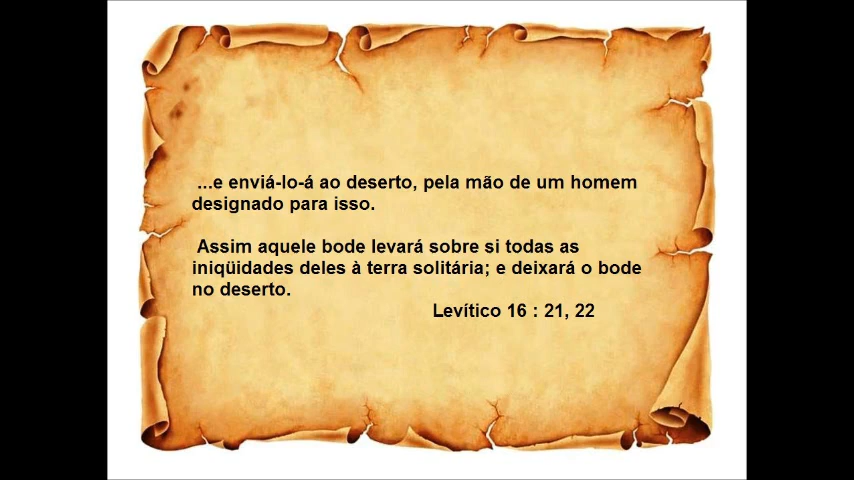 ...e enviá-lo-á ao deserto, pela mão de um homem
designado para isso.
Assim aquele bode levará sobre si todas as
iniqüidades deles à terra solitária; e deixará o bode
no deserto.
Levítico 16 : 21, 22